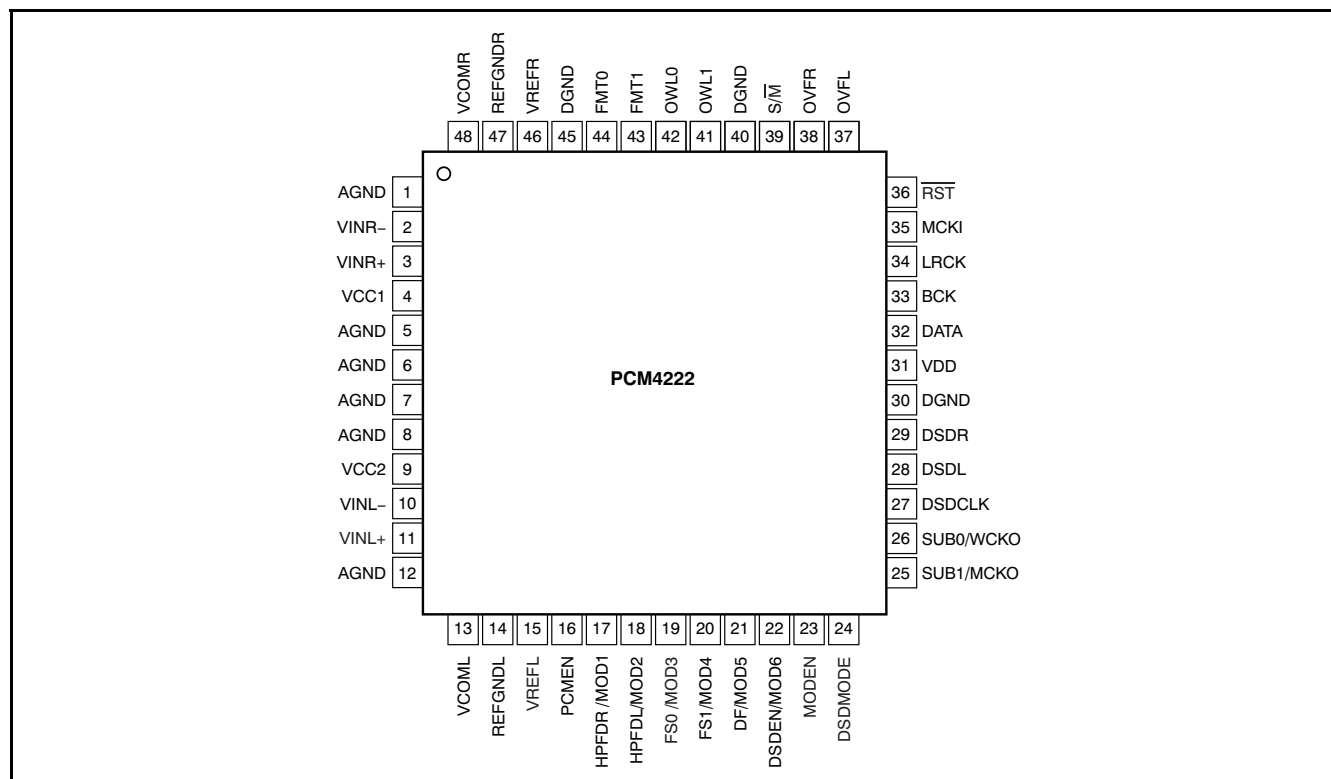 VCOMR
REFGNDR
VREFR
DGND
FMT0
FMT1
OWL0
OWL1
DGND
S/M̅
OVFR
OVFL
48 47 46 45 44 43 42 41 40 39 38 37
AGND 1
VINR− 2
VINR+ 3
VCC1 4
AGND 5
AGND 6
AGND 7
AGND 8
VCC2 9
VINL− 10
VINL+ 11
AGND 12
PCM4222
36 R̅S̅T̅
35 MCKI
34 LRCK
33 BCK
32 DATA
31 VDD
30 DGND
29 DSDR
28 DSDL
27 DSDCLK
26 SUB0/WCKO
25 SUB1/MCKO
13 14 15 16 17 18 19 20 21 22 23 24
VCOML
REFGNDL
VREFL
PCMEN
HPFDR /MOD1
HPFDL/MOD2
FS0 /MOD3
FS1/MOD4
DF/MOD5
DSDEN/MOD6
MODEN
DSDMODE